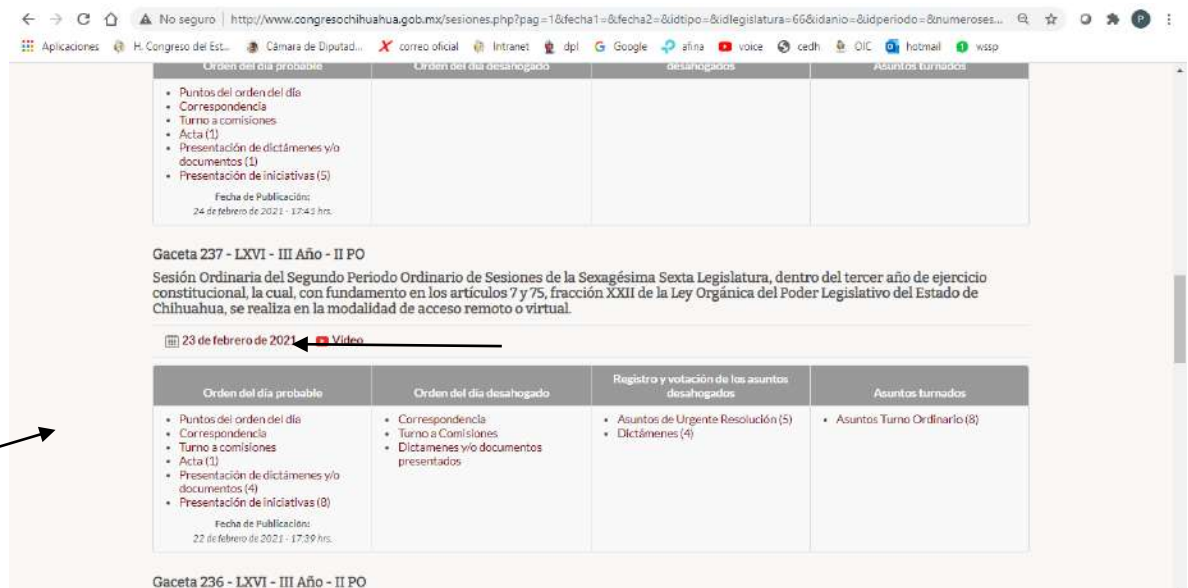 No seguro | http://www.congresochihuahua.gob.mx/sesiones.php?pag=1&fecha1=&fecha2=&idtipo=&idlegislatura=66&idanio=&idperiodo=&numeroses...
P
Aplicaciones H. Congreso del Est... Cámara de Diputad... correo oficial Intranet dpl Google afina voice cedh OIC hotmail wssp
Orden del día probable Orden del día desahogado desahogados Asuntos turnados
• Puntos del orden del día
• Correspondencia
• Turno a comisiones
• Acta (1)
• Presentación de dictámenes y/o
documentos (1)
• Presentación de iniciativas (5)
Fecha de Publicación:
24 de febrero de 2021 - 17:41 hrs.
Gaceta 237 - LXVI - III Año - II PO
Sesión Ordinaria del Segundo Periodo Ordinario de Sesiones de la Sexagésima Sexta Legislatura, dentro del tercer año de ejercicio
constitucional, la cual, con fundamento en los artículos 7 y 75, fracción XXII de la Ley Orgánica del Poder Legislativo del Estado de
Chihuahua, se realiza en la modalidad de acceso remoto o virtual.
23 de febrero de 2021 Video
Orden del día probable Orden del día desahogado Registro y votación de los asuntos desahogados Asuntos turnados
• Puntos del orden del día
• Correspondencia
• Turno a comisiones
• Acta (1)
• Presentación de dictámenes y/o
documentos (4)
• Presentación de iniciativas (8)
Fecha de Publicación:
22 de febrero de 2021 - 17:39 hrs.
• Correspondencia
• Turno a Comisiones
• Dictamenes y/o documentos
presentados
• Asuntos de Urgente Resolución (5)
• Dictámenes (4)
• Asuntos Turno Ordinario (8)
Gaceta 236 - LXVI - III Año - II PO